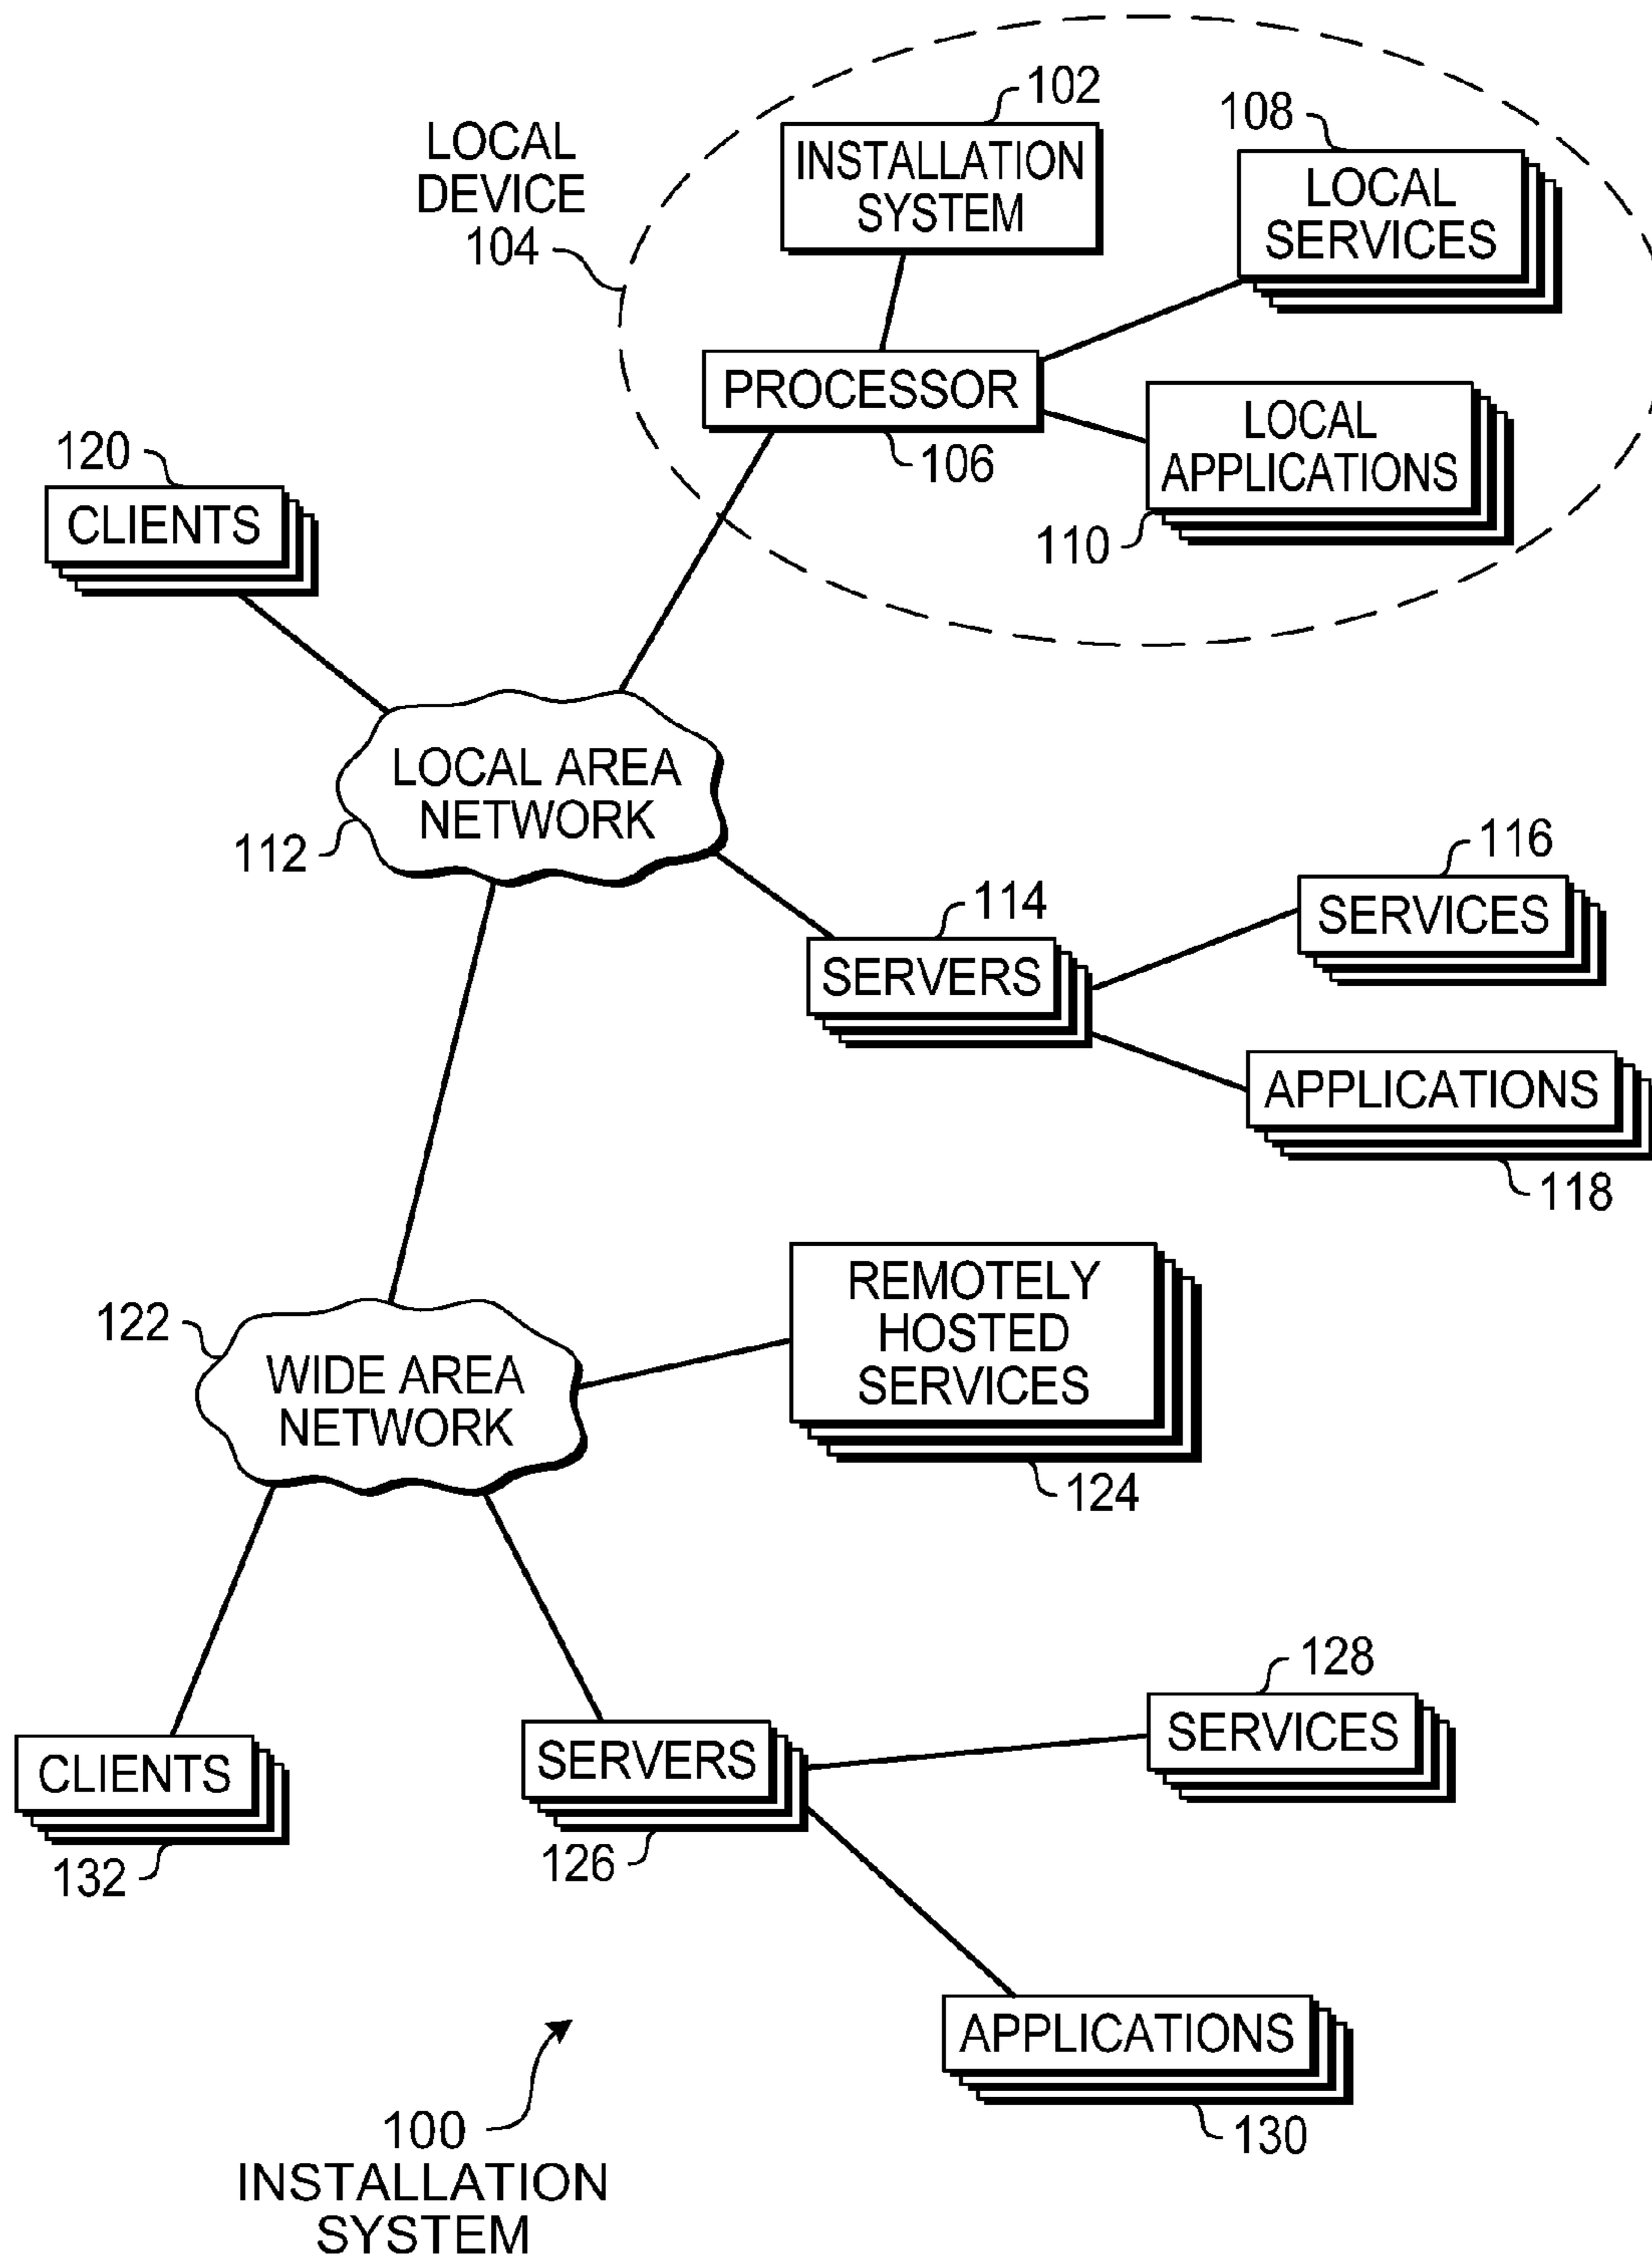 102
INSTALLATION
SYSTEM
108
LOCAL
SERVICES
LOCAL
DEVICE
104
PROCESSOR
106
LOCAL
APPLICATIONS
110
120
CLIENTS
LOCAL AREA
NETWORK
112
114
SERVERS
116
SERVICES
APPLICATIONS
118
122
WIDE AREA
NETWORK
REMOTELY
HOSTED
SERVICES
124
CLIENTS
132
SERVERS
126
128
SERVICES
APPLICATIONS
130
100
INSTALLATION
SYSTEM